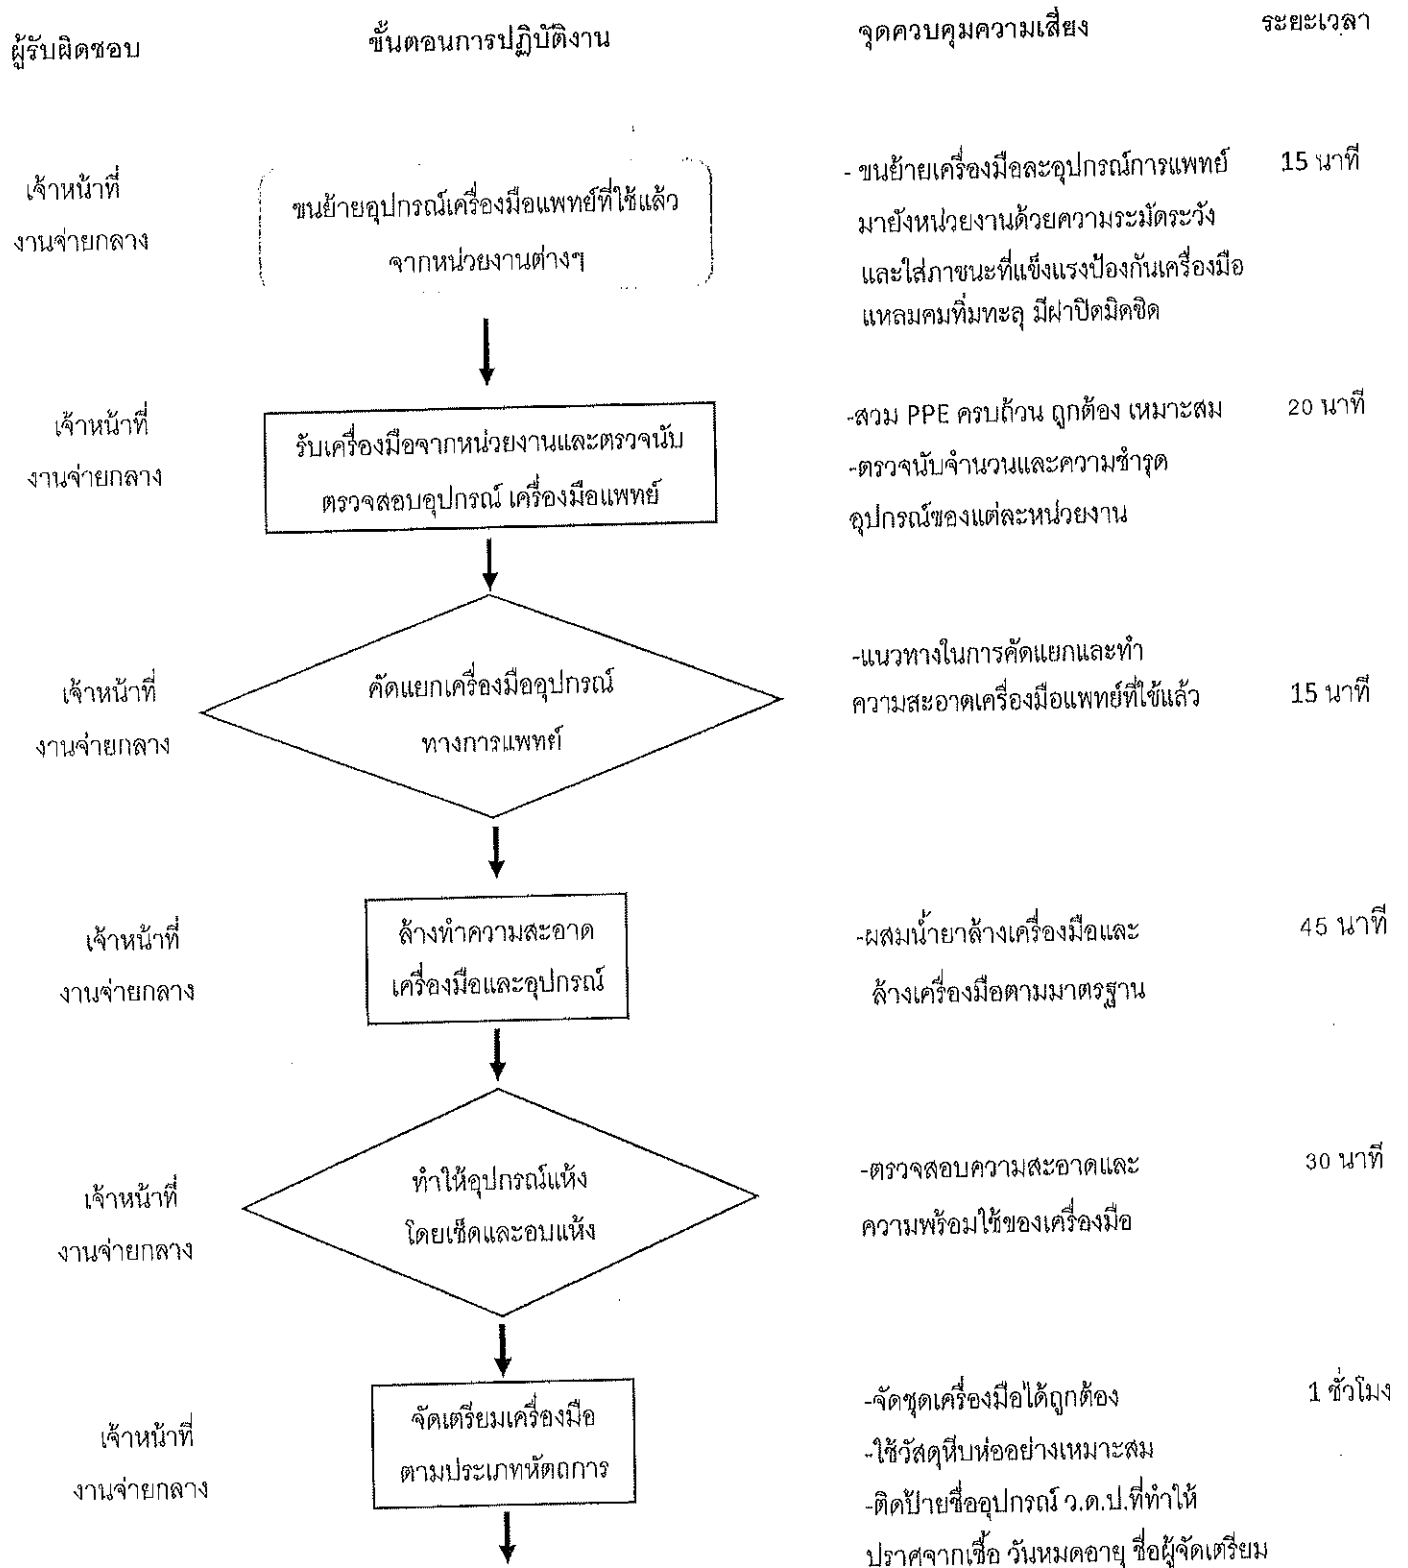 ผู้รับผิดชอบ
ขั้นตอนการปฏิบัติงาน
จุดควบคุมความเสี่ยง
ระยะเวลา
เจ้าหน้าที่
งานจ่ายกลาง
ขนย้ายอุปกรณ์เครื่องมือแพทย์ที่ใช้แล้ว
จากหน่วยงานต่างๆ
- ขนย้ายเครื่องมือละอุปกรณ์การแพทย์
มายังหน่วยงานด้วยความระมัดระวัง
และใส่ภาชนะที่แข็งแรงป้องกันเครื่องมือ
แหลมคมทิ่มทะลุ มีฝาปิดมิดชิด
15 นาที
เจ้าหน้าที่
งานจ่ายกลาง
รับเครื่องมือจากหน่วยงานและตรวจนับ
ตรวจสอบอุปกรณ์ เครื่องมือแพทย์
-สวม PPE ครบถ้วน ถูกต้อง เหมาะสม
-ตรวจนับจำนวนและความชำรุด
อุปกรณ์ของแต่ละหน่วยงาน
20 นาที
เจ้าหน้าที่
งานจ่ายกลาง
คัดแยกเครื่องมืออุปกรณ์
ทางการแพทย์
-แนวทางในการคัดแยกและทำ
ความสะอาดเครื่องมือแพทย์ที่ใช้แล้ว
15 นาที
เจ้าหน้าที่
งานจ่ายกลาง
ล้างทำความสะอาด
เครื่องมือและอุปกรณ์
-ผสมน้ำยาล้างเครื่องมือและ
ล้างเครื่องมือตามมาตรฐาน
45 นาที
เจ้าหน้าที่
งานจ่ายกลาง
ทำให้อุปกรณ์แห้ง
โดยเช็ดและอบแห้ง
-ตรวจสอบความสะอาดและ
ความพร้อมใช้ของเครื่องมือ
30 นาที
เจ้าหน้าที่
งานจ่ายกลาง
จัดเตรียมเครื่องมือ
ตามประเภทหัตถการ
-จัดชุดเครื่องมือได้ถูกต้อง
-ใช้วัสดุหีบห่ออย่างเหมาะสม
-ติดป้ายชื่ออุปกรณ์ ว.ด.ป.ที่ทำให้
ปราศจากเชื้อ วันหมดอายุ ชื่อผู้จัดเตรียม
1 ชั่วโมง